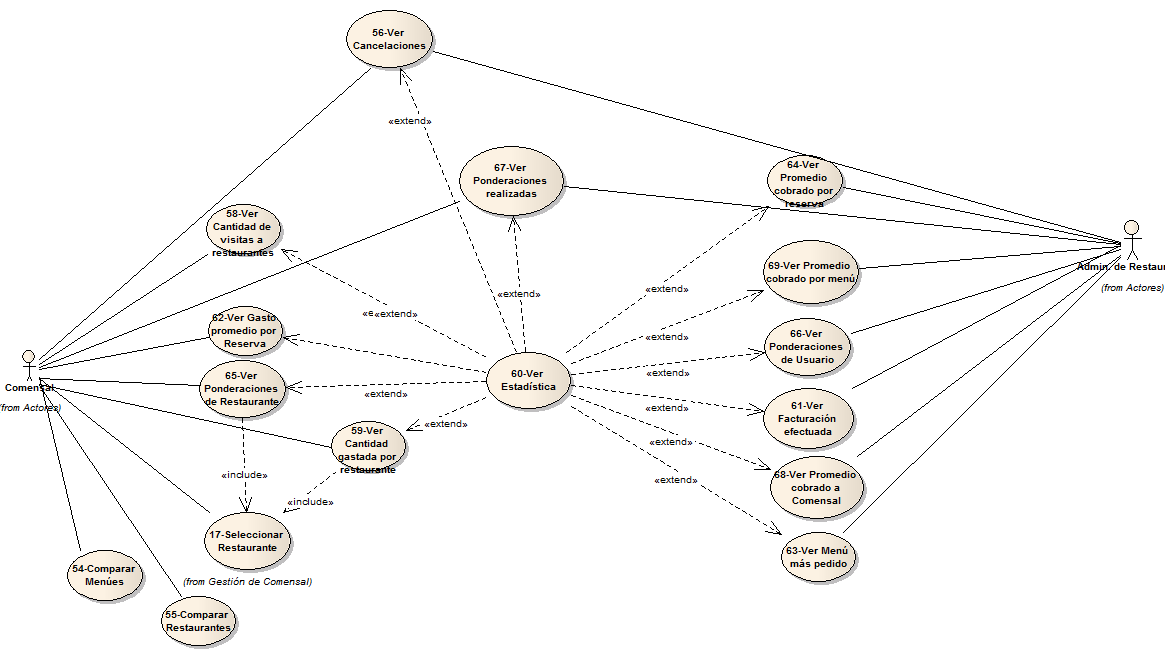 56-Ver
Cancelaciones
«extend»
67-Ver
Ponderaciones
realizadas
64-Ver
Promedio
cobrado por
reserva
58-Ver
Cantidad de
visitas a
restaurantes
Admin. de Restaur
(from Actores)
69-Ver Promedio
cobrado por menú
«extend»
«extend»
«extend»
62-Ver Gasto
promedio por
Reserva
«extend»
66-Ver
Ponderaciones
de Usuario
Comensal
(from Actores)
65-Ver
Ponderaciones
de Restaurante
60-Ver
Estadística
«extend»
«extend»
«extend»
61-Ver
Facturación
efectuada
59-Ver
Cantidad
gastada por
restaurante
«extend»
«extend»
«include»
«include»
«extend»
68-Ver Promedio
cobrado a
Comensal
17-Seleccionar
Restaurante
(from Gestión de Comensal)
63-Ver Menú
más pedido
54-Comparar
Menúes
55-Comparar
Restaurantes